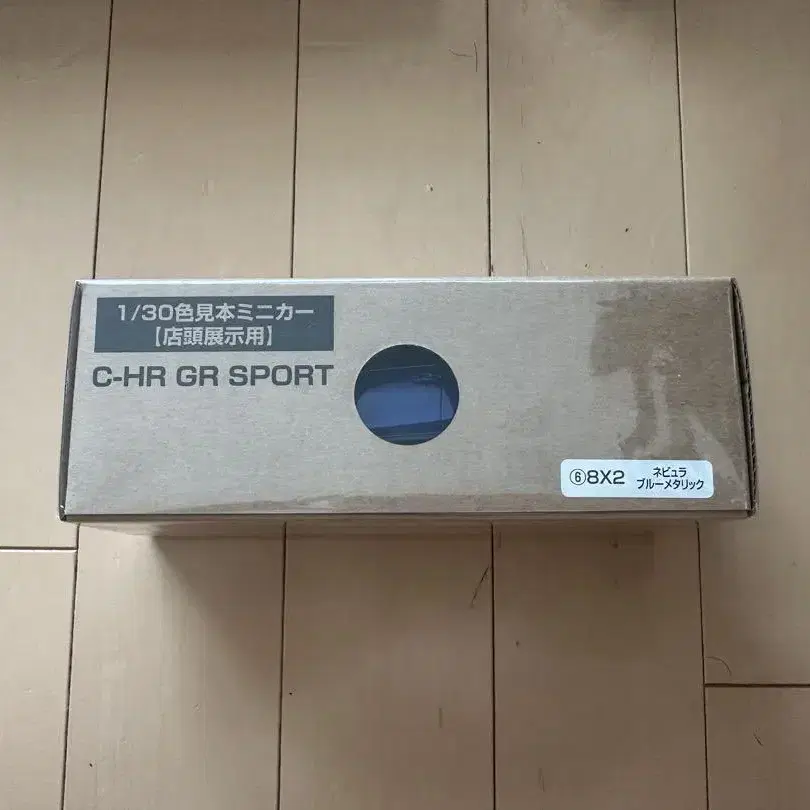 1/30色見本ミニカー
【店頭展示用】
C-HR GR SPORT
⑥8X2
ネビュラ
ブルーメタリック